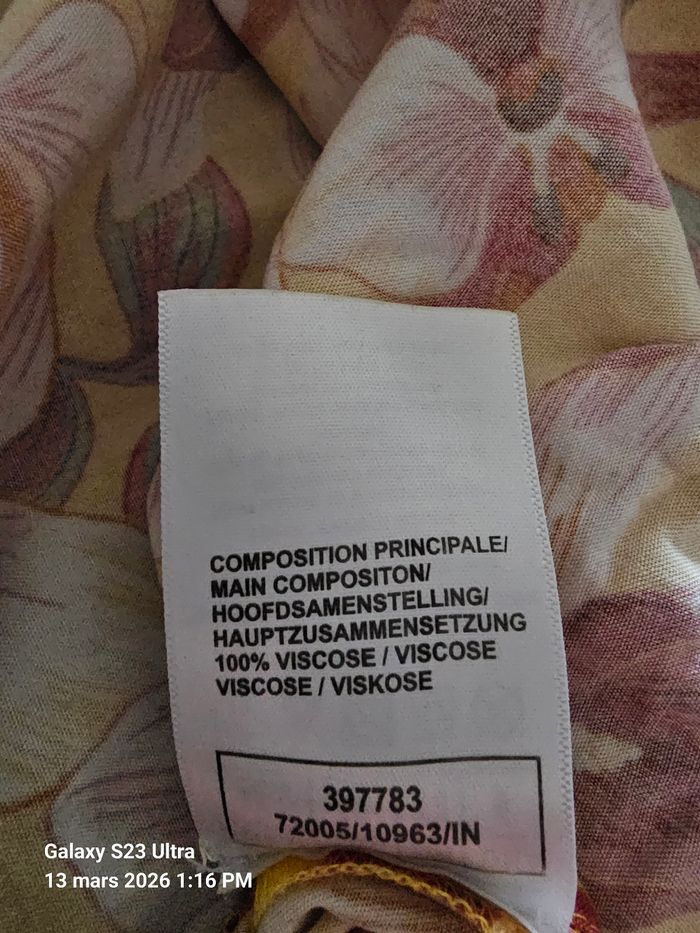 COMPOSITION PRINCIPALE/
MAIN COMPOSITON/
HOOFDSAMENSTELLING/
HAUPTZUSAMMENSETZUNG
100% VISCOSE / VISCOSE
VISCOSE / VISKOSE
397783
72005/10963/IN
Galaxy S23 Ultra
13 mars 2026 1:16 PM